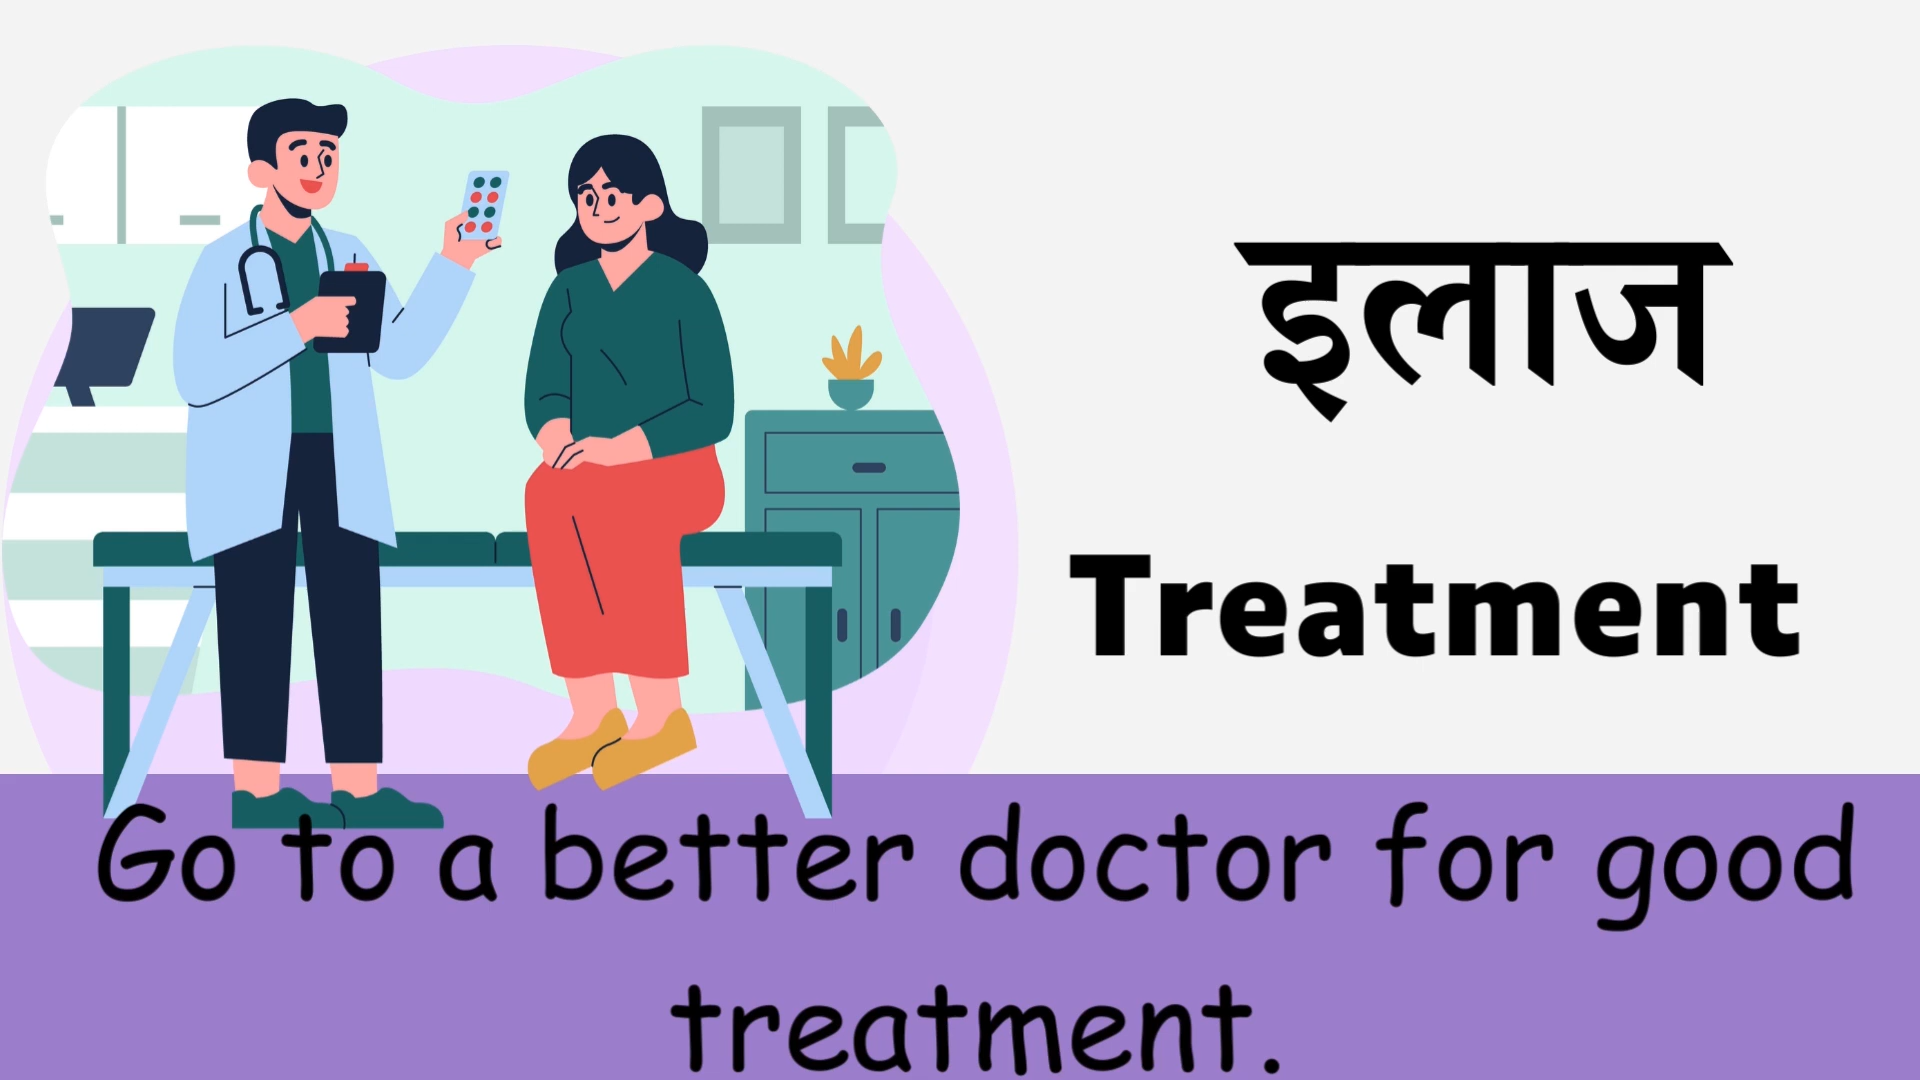 इलाज
Treatment
Go to a better doctor for good
treatment.